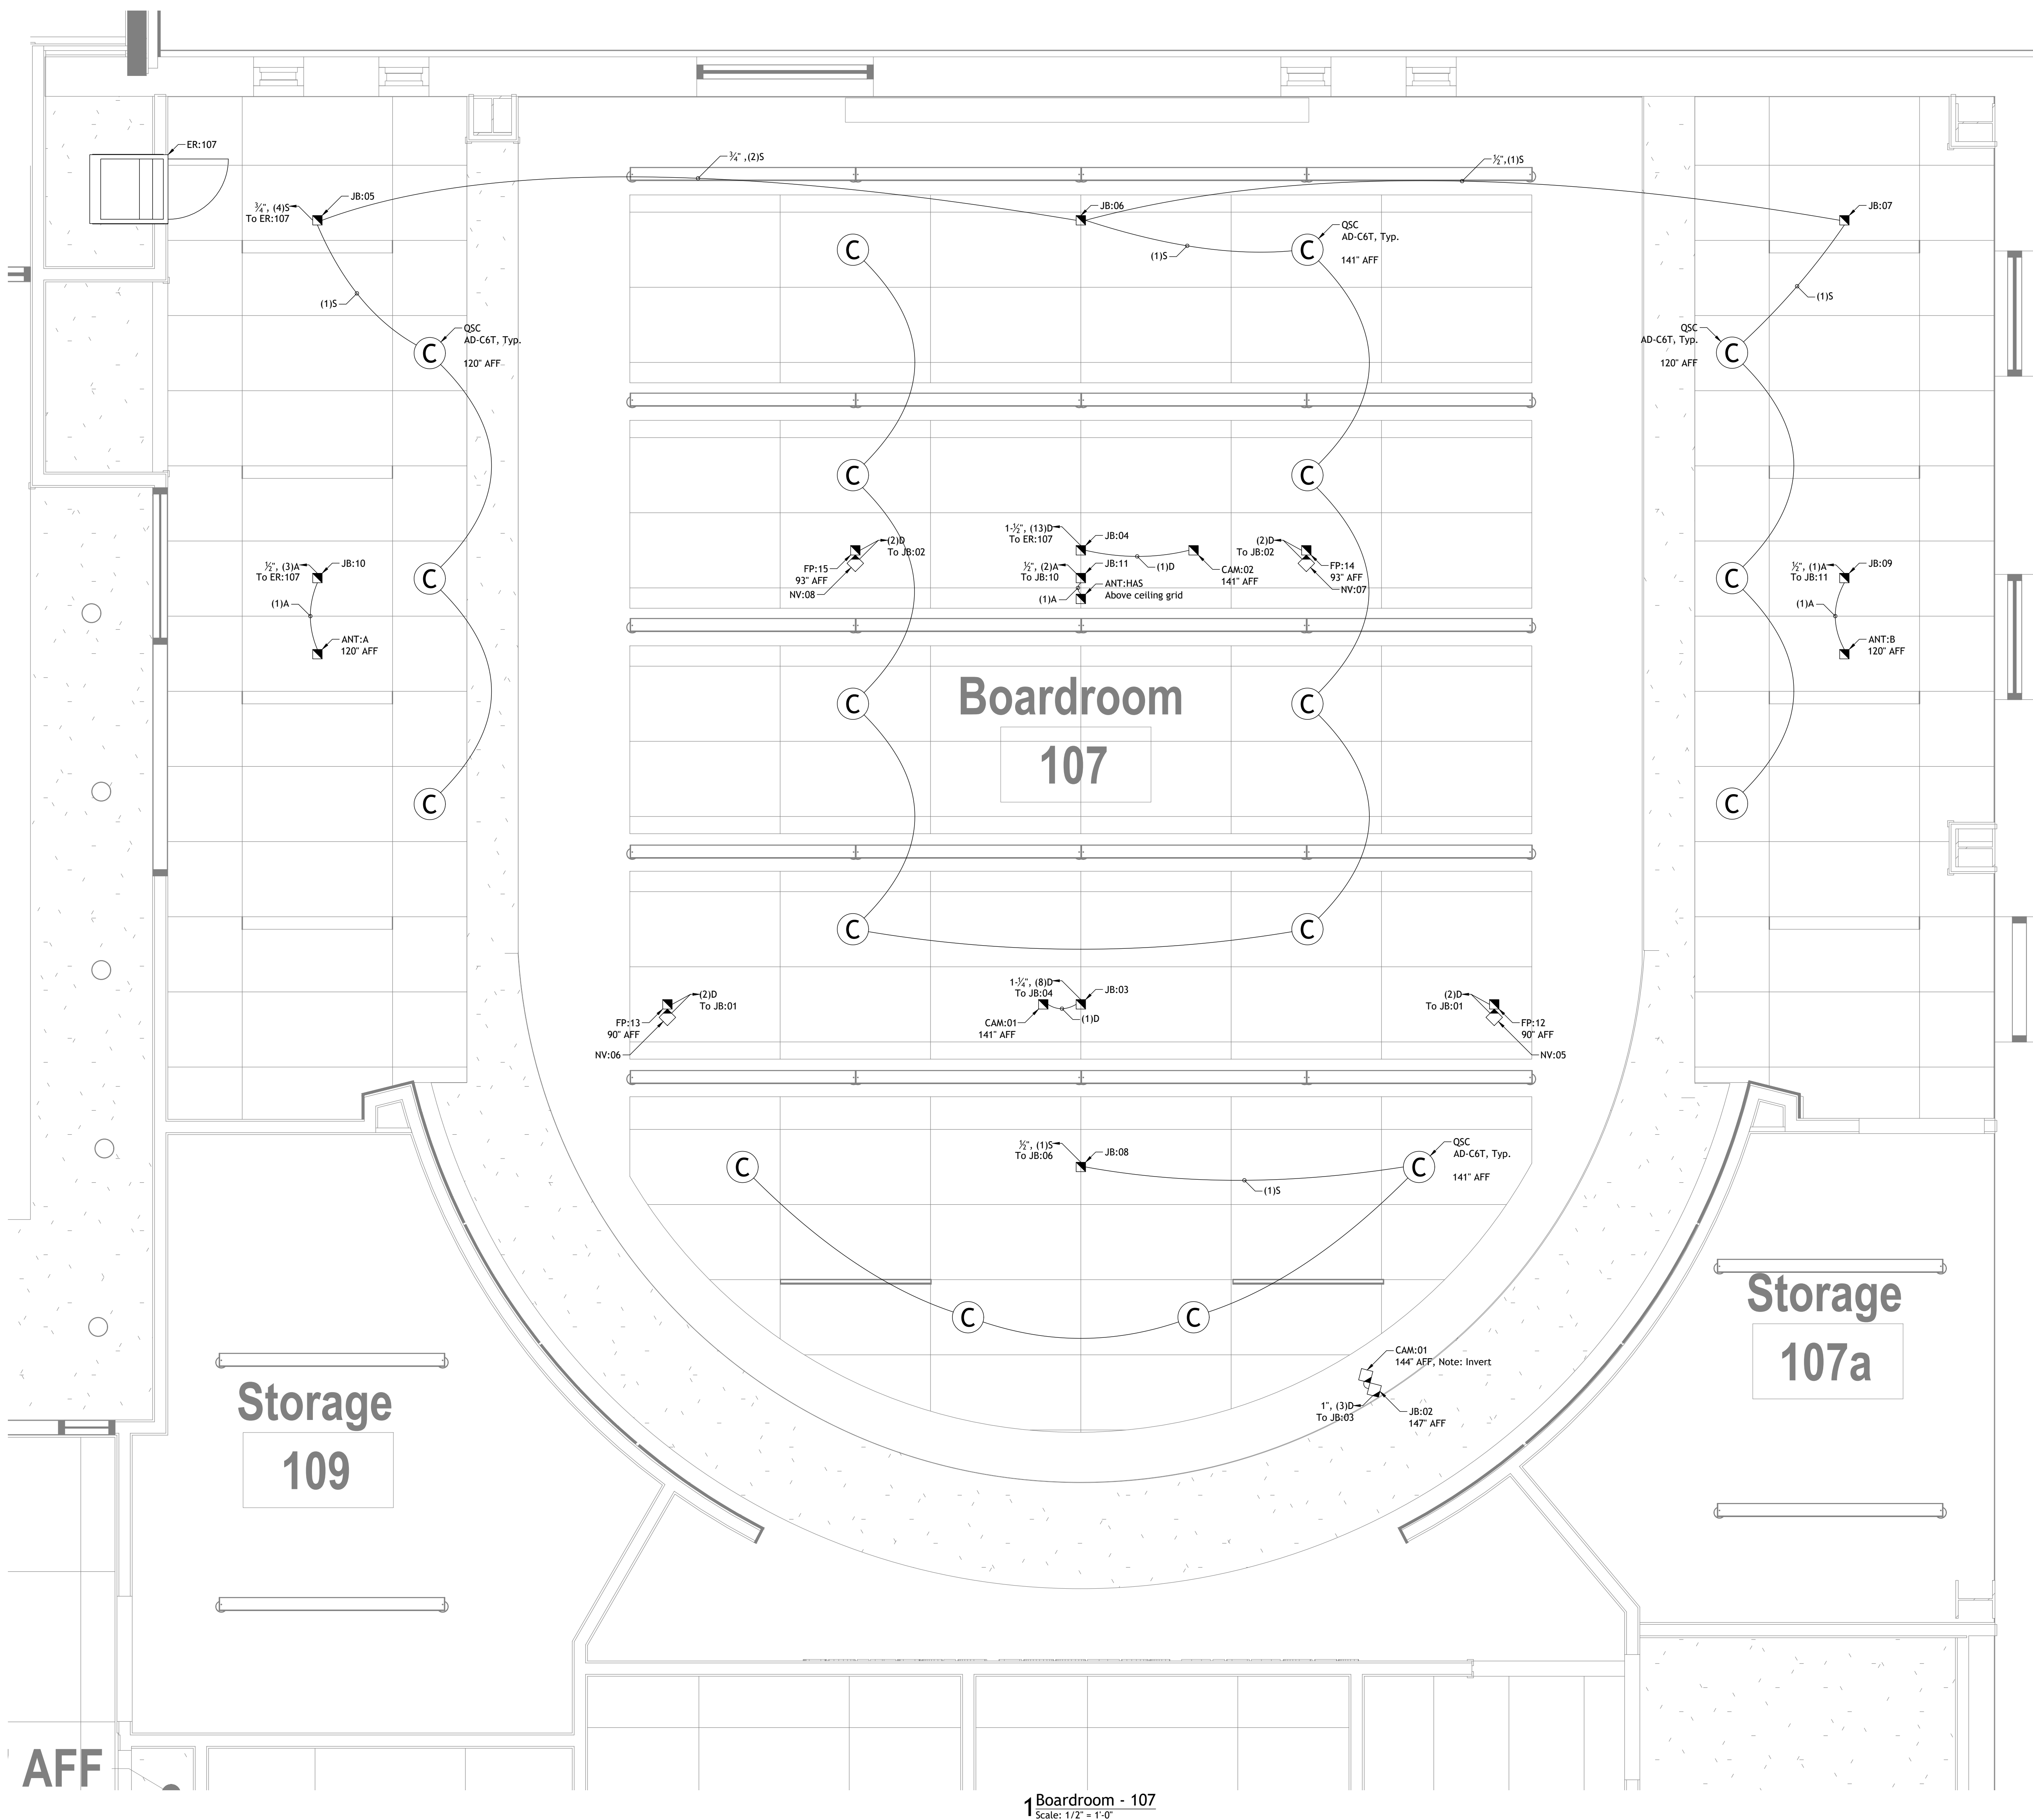 ER:107
¾", (2)S
½",(1)S
JB:05
¾", (4)S
To ER:107
JB:06
JB:07
QSC
AD-C6T, Typ.
141" AFF
C
C
(1)S
(1)S
(1)S
QSC
AD-C6T, Typ.
120" AFF
C
QSC
AD-C6T, Typ.
120" AFF
C
C
C
1-½", (13)D
To ER:107
JB:04
(2)D
To JB:02
FP:15
93" AFF
NV:08
(2)D
To JB:02
FP:14
93" AFF
NV:07
(1)D
CAM:02
141" AFF
½", (2)A
To JB:10
JB:11
ANT:HAS
Above ceiling grid
(1)A
½", (3)A
To ER:107
JB:10
C
(1)A
ANT:A
120" AFF
½", (1)A
To JB:11
JB:09
C
(1)A
ANT:B
120" AFF
Boardroom
107
C
C
C
C
C
C
(2)D
To JB:01
FP:13
90" AFF
NV:06
1-¼", (8)D
To JB:04
JB:03
CAM:01
141" AFF
(1)D
(2)D
To JB:01
FP:12
90" AFF
NV:05
½", (1)S
To JB:06
JB:08
QSC
AD-C6T, Typ.
141" AFF
C
C
(1)S
C
C
CAM:01
144" AFF, Note: Invert
1", (3)D
To JB:03
JB:02
147" AFF
Storage
107a
Storage
109
AFF
1 Boardroom - 107
Scale: 1/2" = 1'-0"